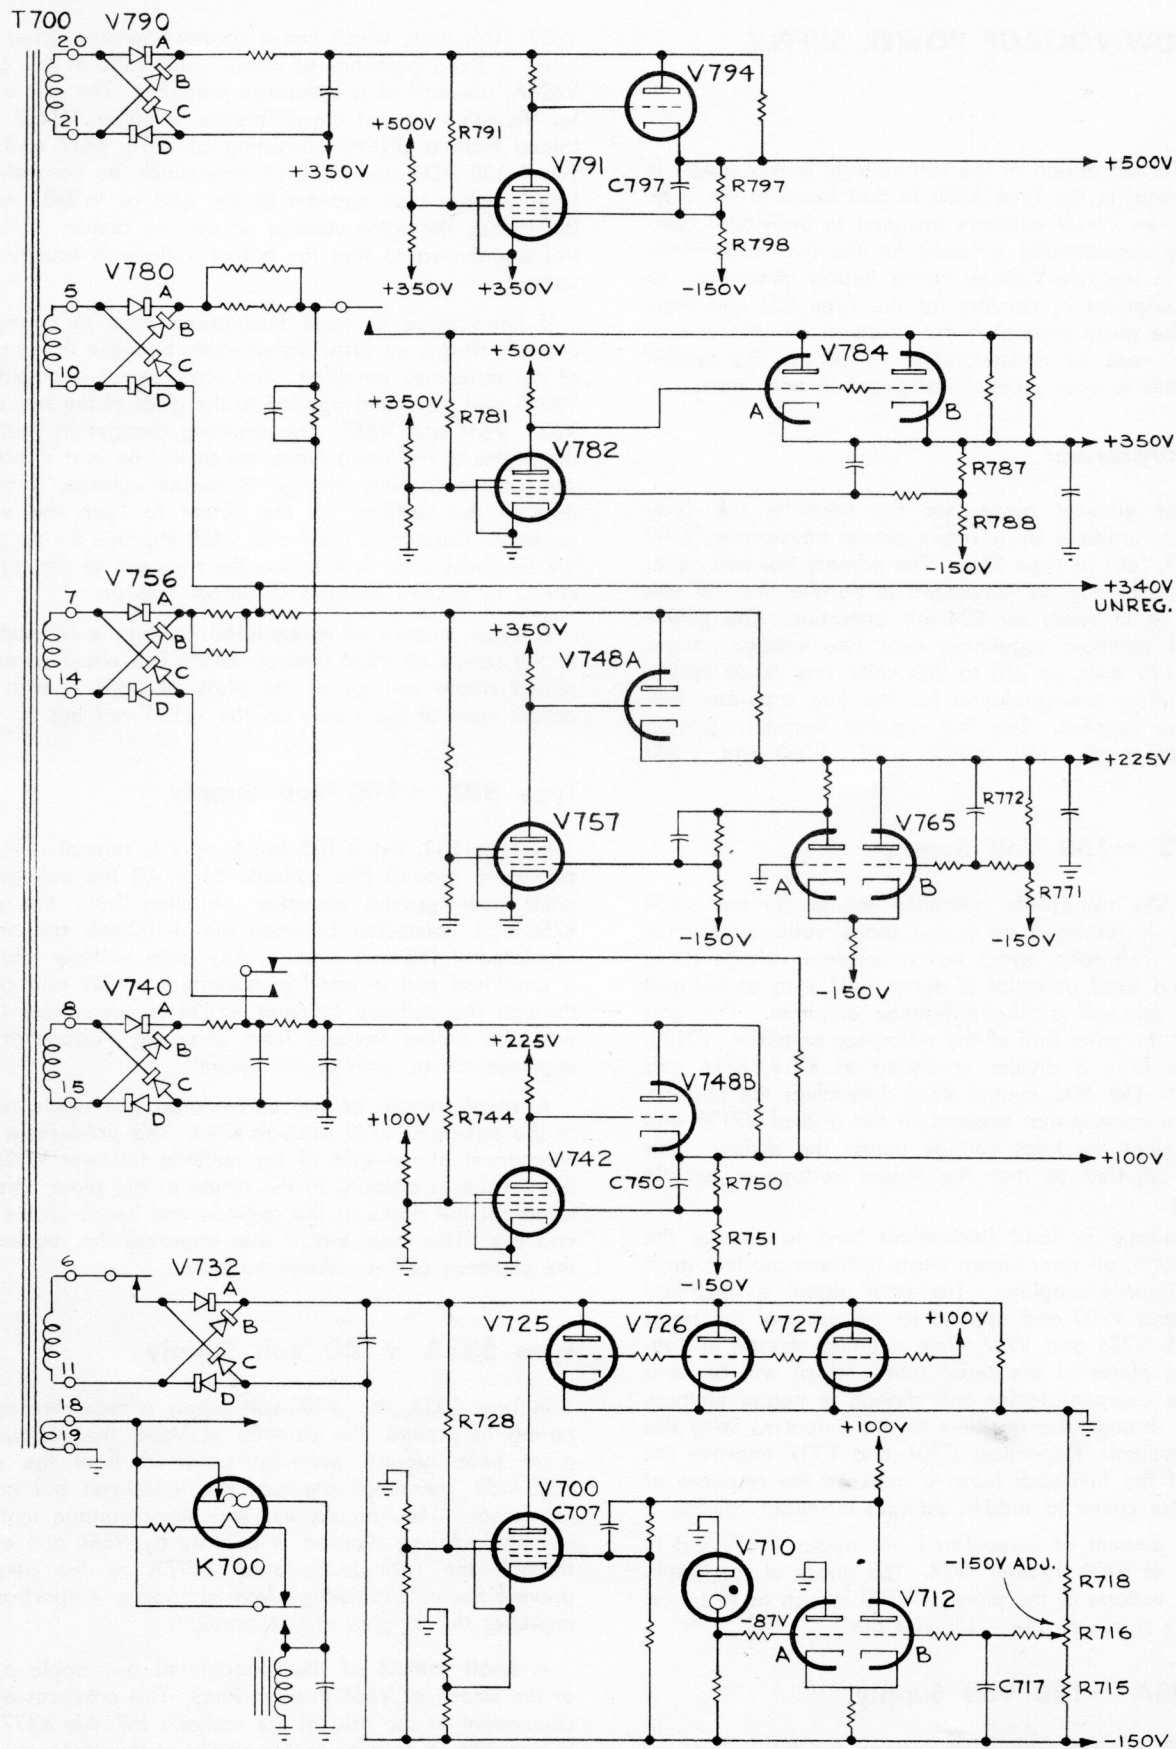 T700 V790
20
A
B
C
21
D
+350V
+500V
R791
V791
+350V
+350V
V794
+500V
C797
R797
R798
-150V
V780
5
A
B
C
10
D
+500V
+350V
R781
V782
V784
A
B
+350V
R787
R788
-150V
+340V
UNREG.
V756
7
A
B
C
14
D
+350V
V748A
+225V
V757
V765
R772
A
B
R771
-150V
-150V
V740
8
A
B
C
15
D
+225V
+100V
R744
V742
V748B
+100V
C750
R750
R751
-150V
6
V732
A
B
C
11
D
18
19
V725
V726
V727
+100V
R728
+100V
K700
V700
C707
V710
-150V ADJ.
R718
-87V
V712
R716
A
B
C717
R715
-150V